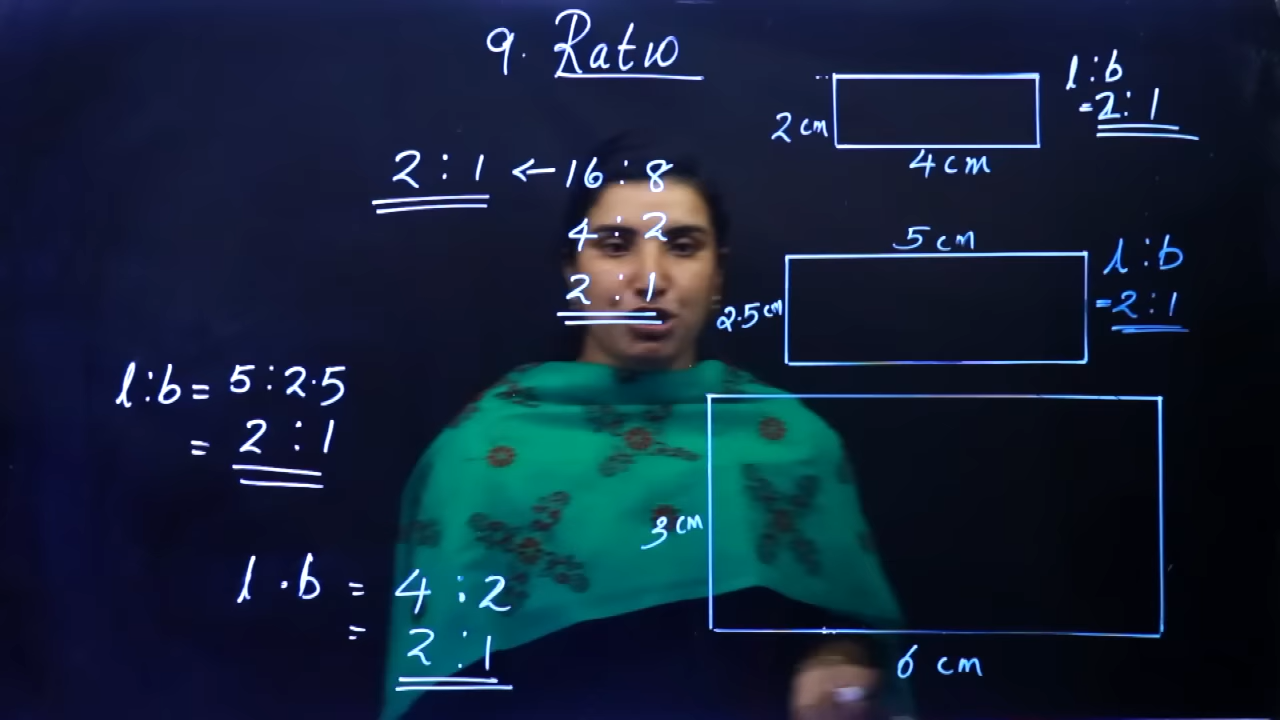 9. Ratio
2 : 1 ← 16 : 8
4 : 2
2 : 1
l : b = 5 : 2.5
= 2 : 1
l . b = 4 : 2
= 2 : 1
2 cm
4 cm
l : b
= 2 : 1
5 cm
2.5 cm
l : b
= 2 : 1
3 cm
6 cm